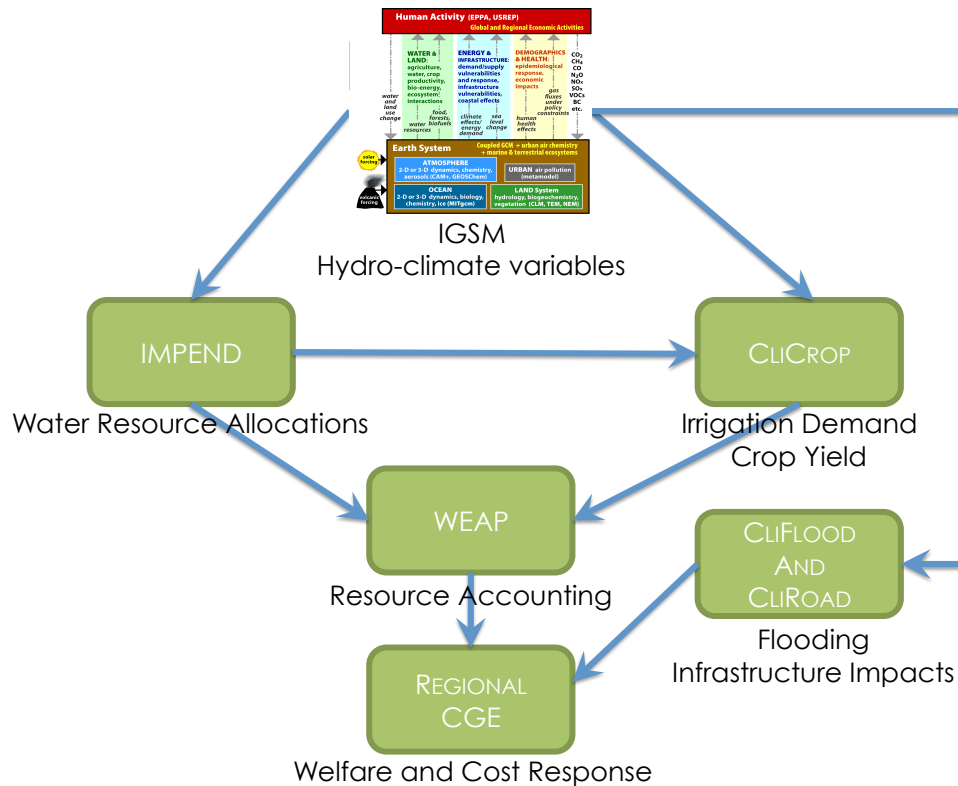 Human Activity (EPPA, USREP)
Global and Regional Economic Activities
WATER &
LAND:
agriculture,
water, crop
productivity,
bio-energy,
ecosystem
interactions
ENERGY &
INFRASTRUCTURE:
demand/supply
vulnerabilities
and response,
infrastructure
vulnerabilities,
coastal effects
DEMOGRAPHICS
& HEALTH:
epidemiological
response,
economic
impacts
CO2
CH4
CO
N2O
NOx
SOx
VOCs
BC
etc.
water
and
land
use
change
water
resources
food,
forests,
biofuels
climate
effects/
energy
demand
sea
level
change
human
health
effects
gas
fluxes
under
policy
constraints
Earth System
Coupled GCM + urban air chemistry
+ marine & terrestrial ecosystems
solar
forcing
volcanic
forcing
ATMOSPHERE
2-D or 3-D dynamics, chemistry,
aerosols (CAM+, GEOSChem)
URBAN air pollution
(metamodel)
OCEAN
2-D or 3-D dynamics, biology,
chemistry, ice (MITgcm)
LAND System
hydrology, biogeochemistry,
vegetation (CLM, TEM, NEM)
IGSM
Hydro-climate variables
IMPEND
Water Resource Allocations
CLICROP
Irrigation Demand
Crop Yield
WEAP
Resource Accounting
CLIFLOOD
AND
CLIROAD
Flooding
Infrastructure Impacts
REGIONAL
CGE
Welfare and Cost Response